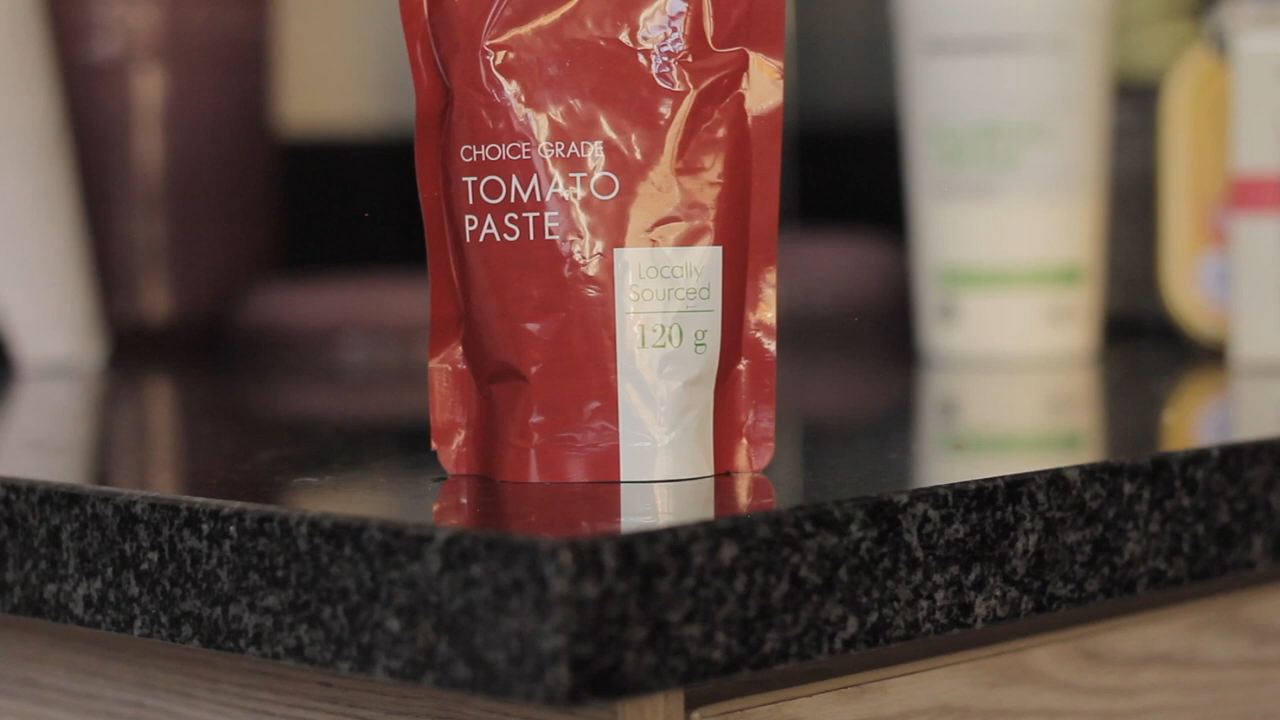 CHOICE GRADE
TOMATO
PASTE
Locally
Sourced
120 g